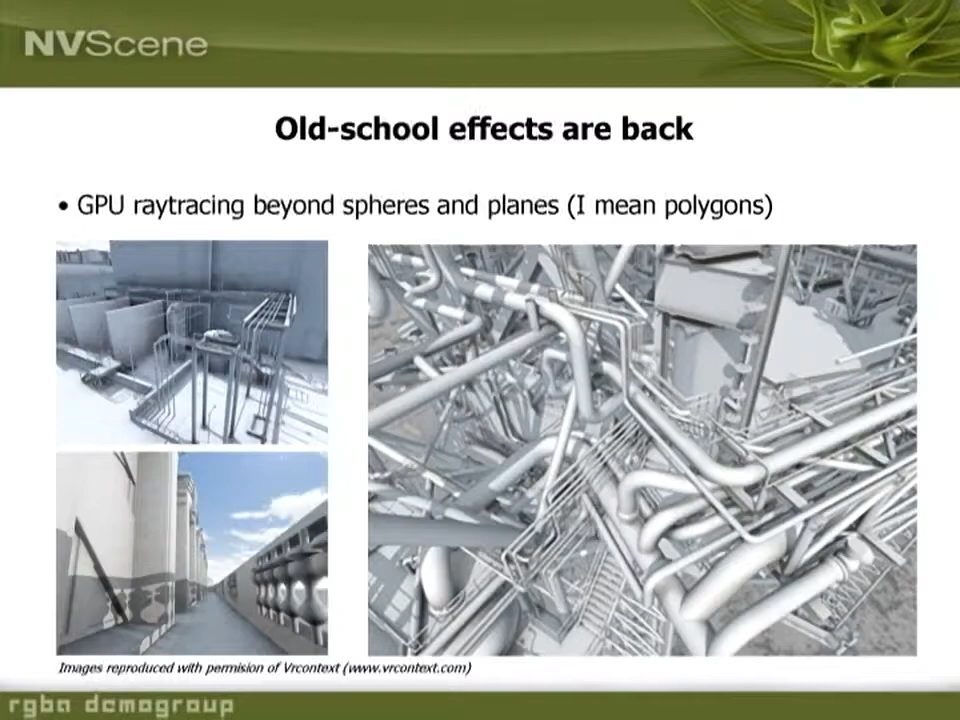 NVScene
Old-school effects are back
• GPU raytracing beyond spheres and planes (I mean polygons)
Images reproduced with permision of Vrcontext (www.vrcontext.com)
rgba demogroup